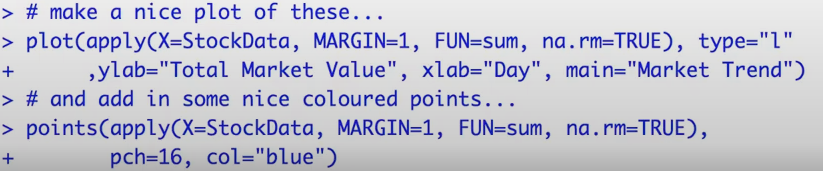 > # make a nice plot of these...
> plot(apply(X=StockData, MARGIN=1, FUN=sum, na.rm=TRUE), type="l"
+ ,ylab="Total Market Value", xlab="Day", main="Market Trend")
> # and add in some nice coloured points...
> points(apply(X=StockData, MARGIN=1, FUN=sum, na.rm=TRUE),
+ pch=16, col="blue")